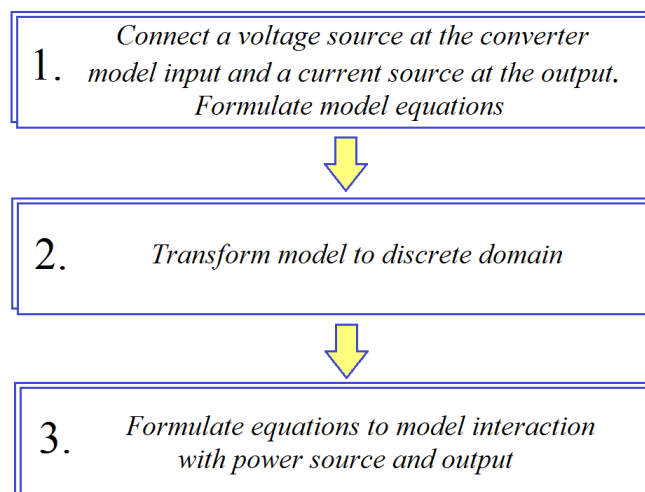 1. Connect a voltage source at the converter
model input and a current source at the output.
Formulate model equations
2. Transform model to discrete domain
3. Formulate equations to model interaction
with power source and output